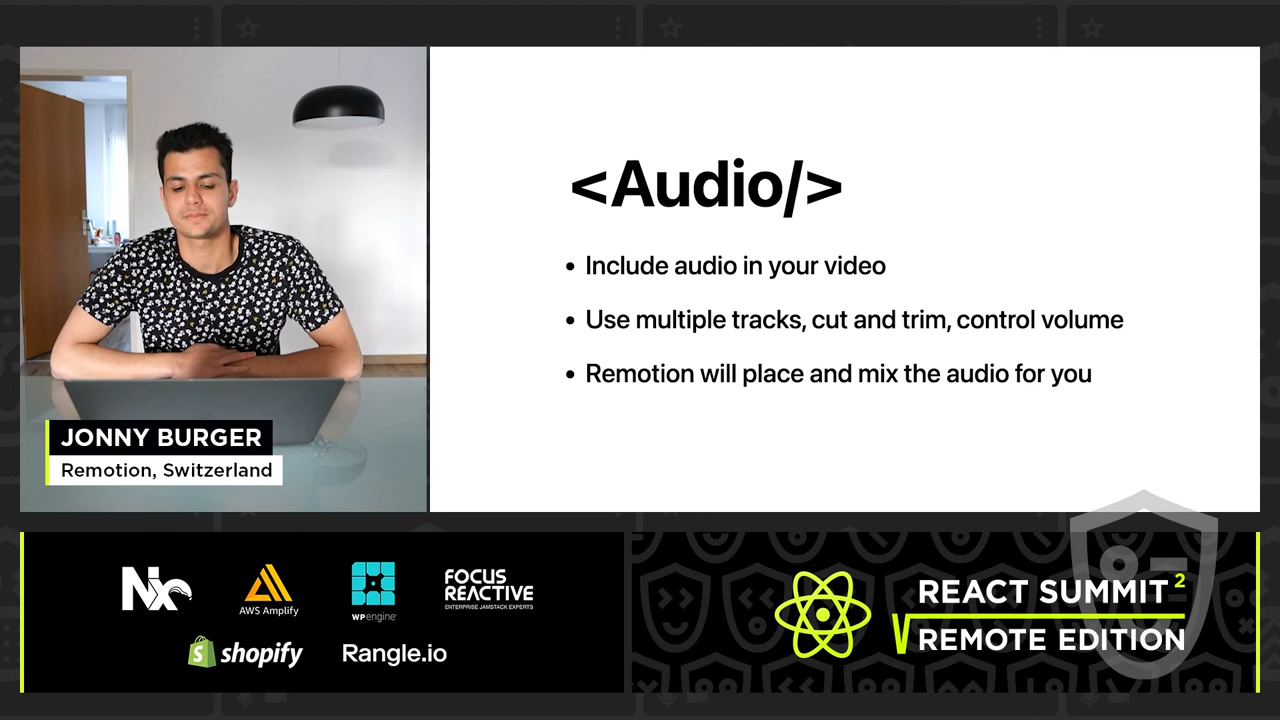 <Audio/>
• Include audio in your video
• Use multiple tracks, cut and trim, control volume
• Remotion will place and mix the audio for you
JONNY BURGER
Remotion, Switzerland
Nx
AWS Amplify
WP engine
FOCUS
REACTIVE
ENTERPRISE JAMSTACK EXPERTS
shopify
Rangle.io
REACT SUMMIT 2
REMOTE EDITION